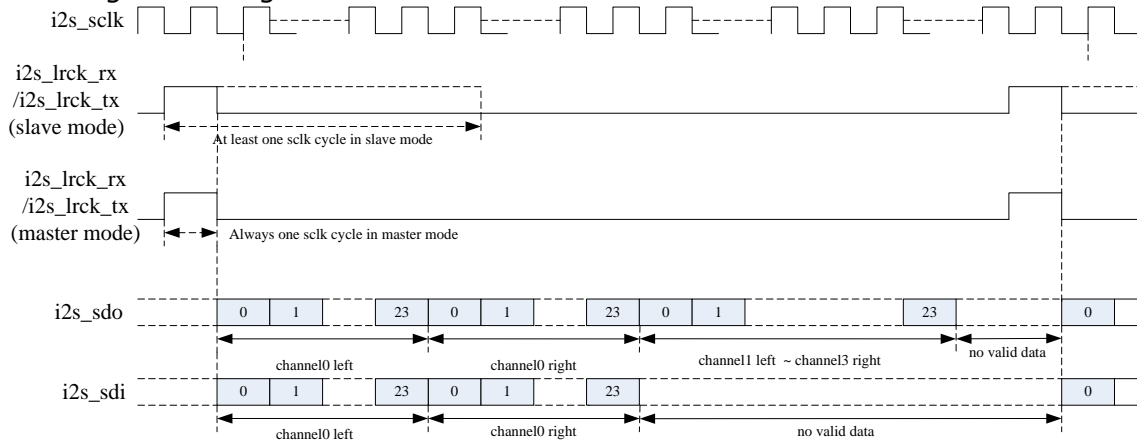 i2s_sclk
i2s_lrck_rx
/i2s_lrck_tx
(slave mode)
At least one sclk cycle in slave mode
i2s_lrck_rx
/i2s_lrck_tx
(master mode)
Always one sclk cycle in master mode
i2s_sdo 0 1 23 0 1 23 0 1 23 0
channel0 left channel0 right channel1 left ~ channel3 right no valid data
i2s_sdi 0 1 23 0 1 23 0
channel0 left channel0 right no valid data